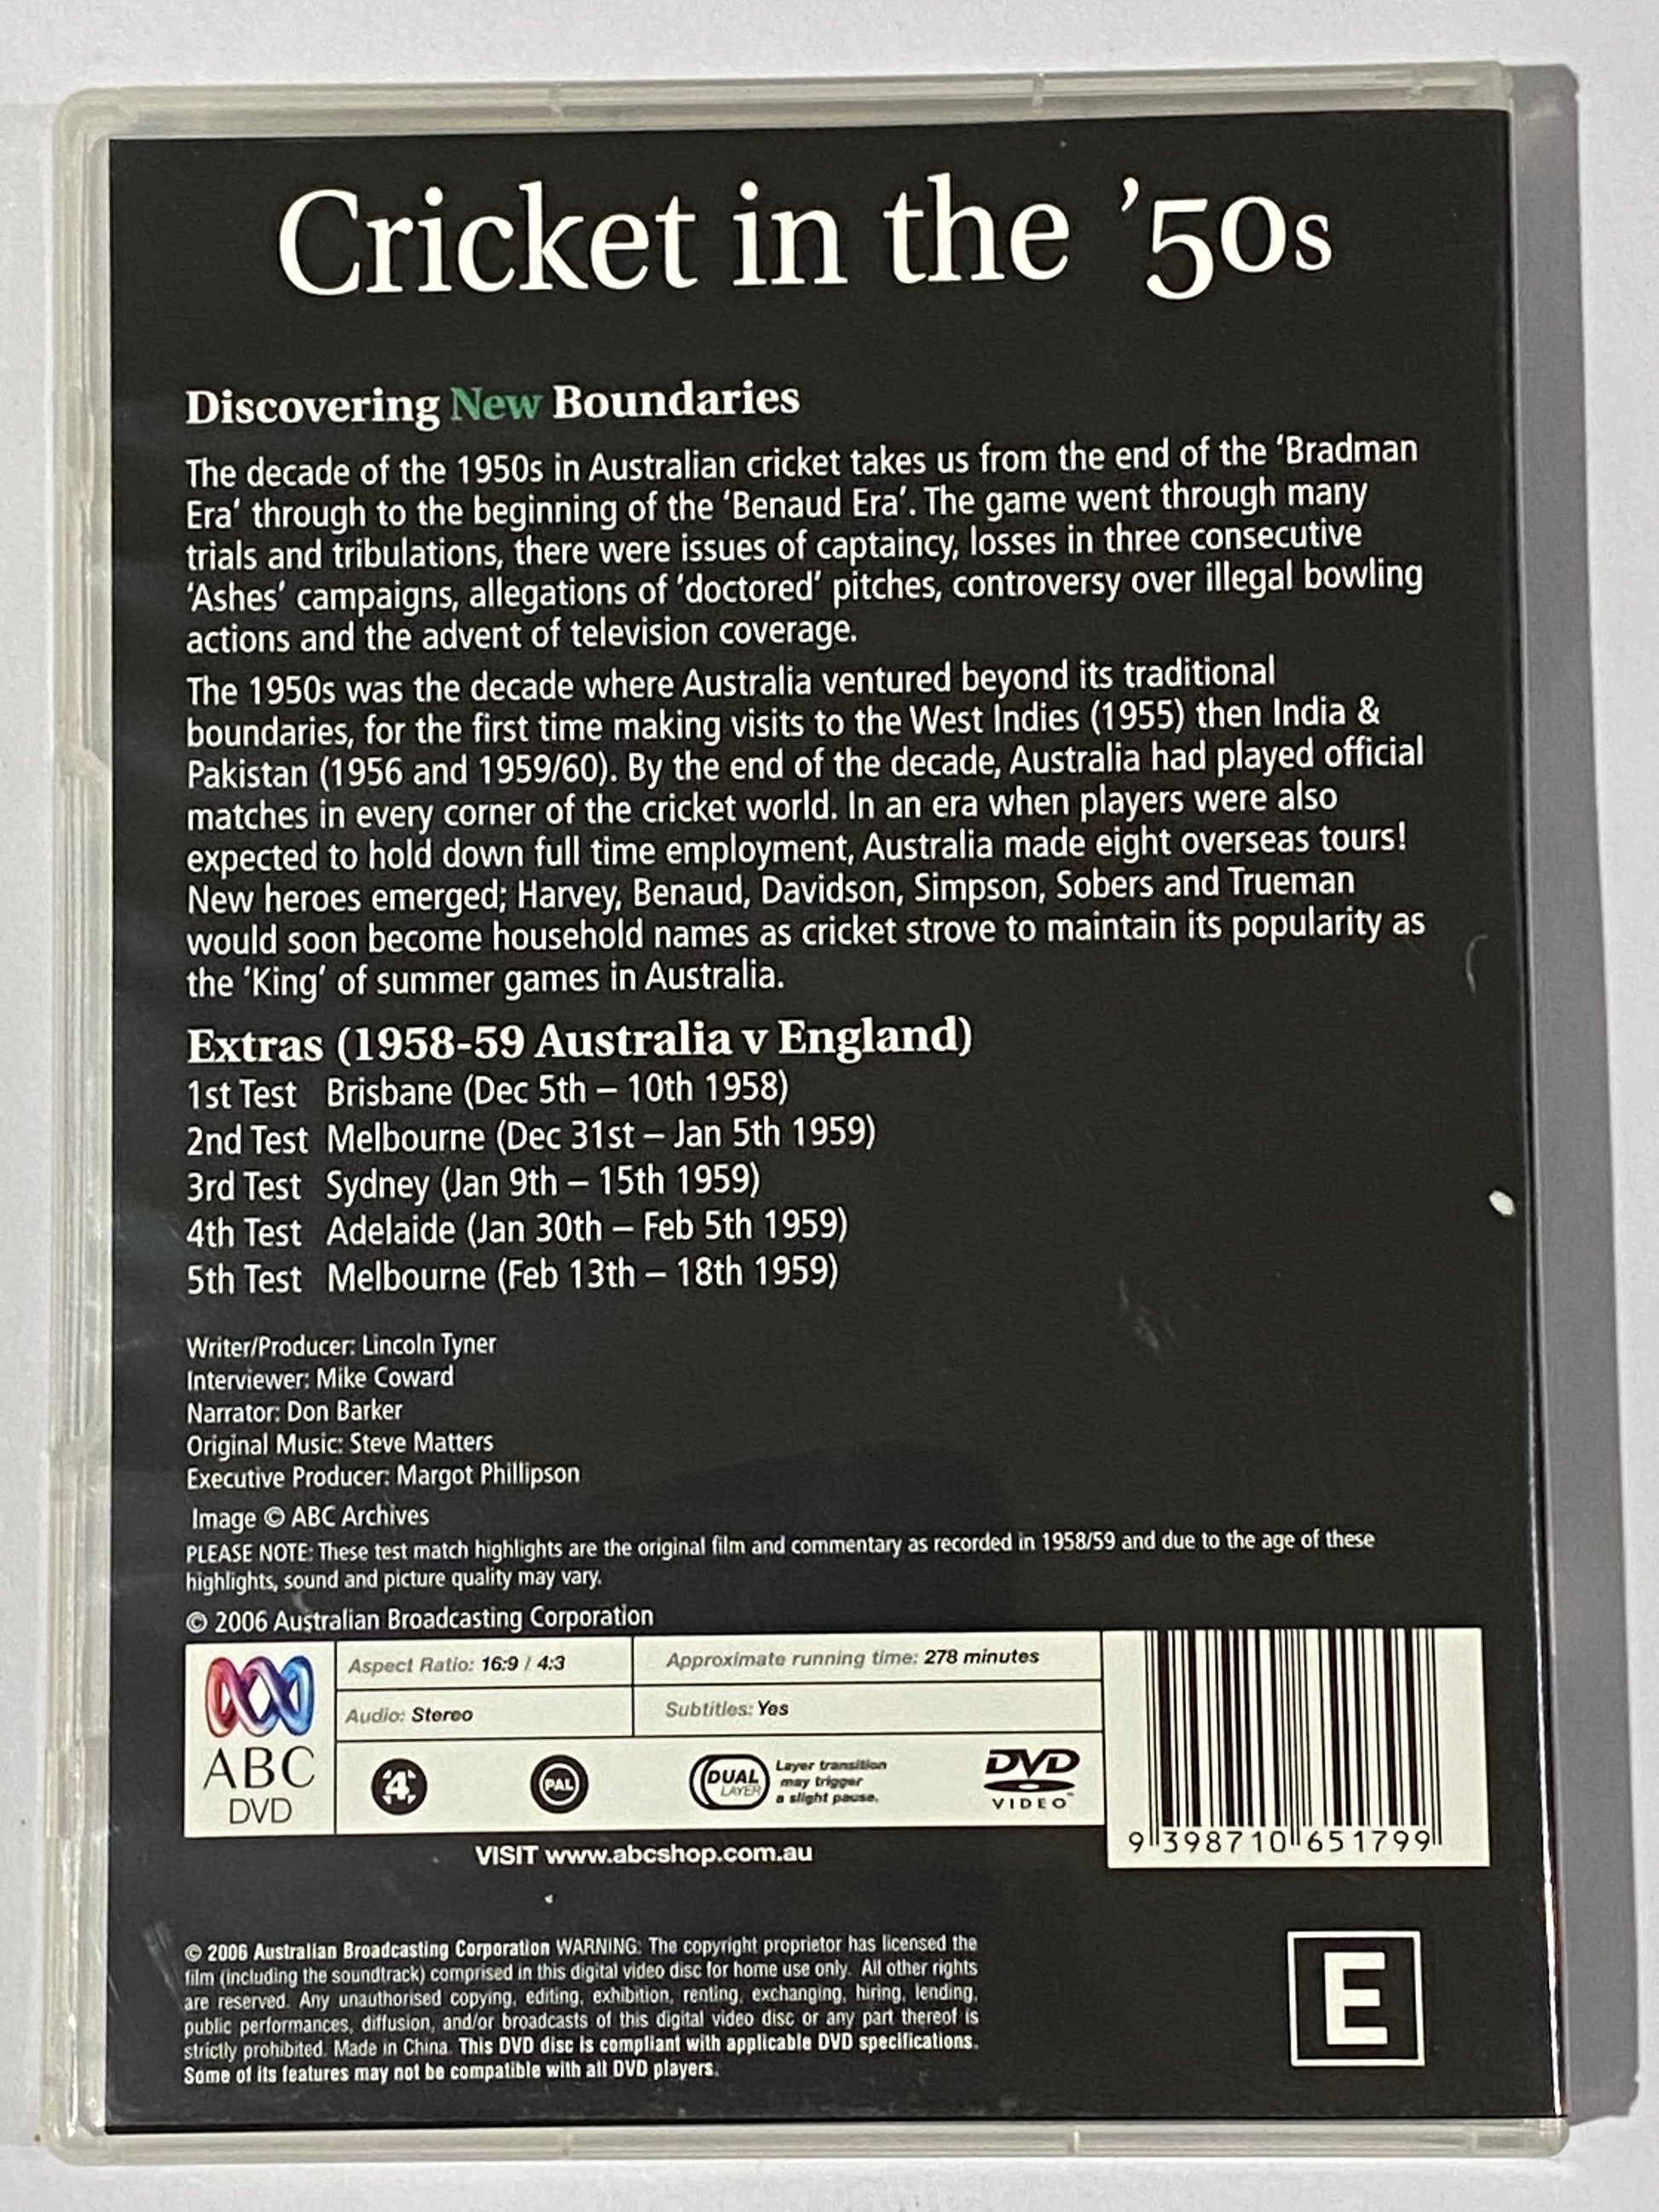 Cricket in the ’50s
Discovering New Boundaries
The decade of the 1950s in Australian cricket takes us from the end of the ‘Bradman
Era’ through to the beginning of the ‘Benaud Era’. The game went through many
trials and tribulations, there were issues of captaincy, losses in three consecutive
‘Ashes’ campaigns, allegations of ‘doctored’ pitches, controversy over illegal bowling
actions and the advent of television coverage.
The 1950s was the decade where Australia ventured beyond its traditional
boundaries, for the first time making visits to the West Indies (1955) then India &
Pakistan (1956 and 1959/60). By the end of the decade, Australia had played official
matches in every corner of the cricket world. In an era when players were also
expected to hold down full time employment, Australia made eight overseas tours!
New heroes emerged; Harvey, Benaud, Davidson, Simpson, Sobers and Trueman
would soon become household names as cricket strove to maintain its popularity as
the ‘King’ of summer games in Australia.
Extras (1958-59 Australia v England)
1st Test Brisbane (Dec 5th – 10th 1958)
2nd Test Melbourne (Dec 31st – Jan 5th 1959)
3rd Test Sydney (Jan 9th – 15th 1959)
4th Test Adelaide (Jan 30th – Feb 5th 1959)
5th Test Melbourne (Feb 13th – 18th 1959)
Writer/Producer: Lincoln Tyner
Interviewer: Mike Coward
Narrator: Don Barker
Original Music: Steve Matters
Executive Producer: Margot Phillipson
Image © ABC Archives
PLEASE NOTE: These test match highlights are the original film and commentary as recorded in 1958/59 and due to the age of these
highlights, sound and picture quality may vary.
© 2006 Australian Broadcasting Corporation
ABC
DVD
Aspect Ratio: 16:9 / 4:3
Approximate running time: 278 minutes
Audio: Stereo
Subtitles: Yes
4
PAL
DUAL
LAYER
Layer transition
may trigger
a slight pause.
DVD
VIDEO™
9 398710 651799
VISIT www.abcshop.com.au
© 2006 Australian Broadcasting Corporation WARNING: The copyright proprietor has licensed the
film (including the soundtrack) comprised in this digital video disc for home use only. All other rights
are reserved. Any unauthorised copying, editing, exhibition, renting, exchanging, hiring, lending,
public performances, diffusion, and/or broadcasts of this digital video disc or any part thereof is
strictly prohibited. Made in China. This DVD disc is compliant with applicable DVD specifications.
Some of its features may not be compatible with all DVD players.
E